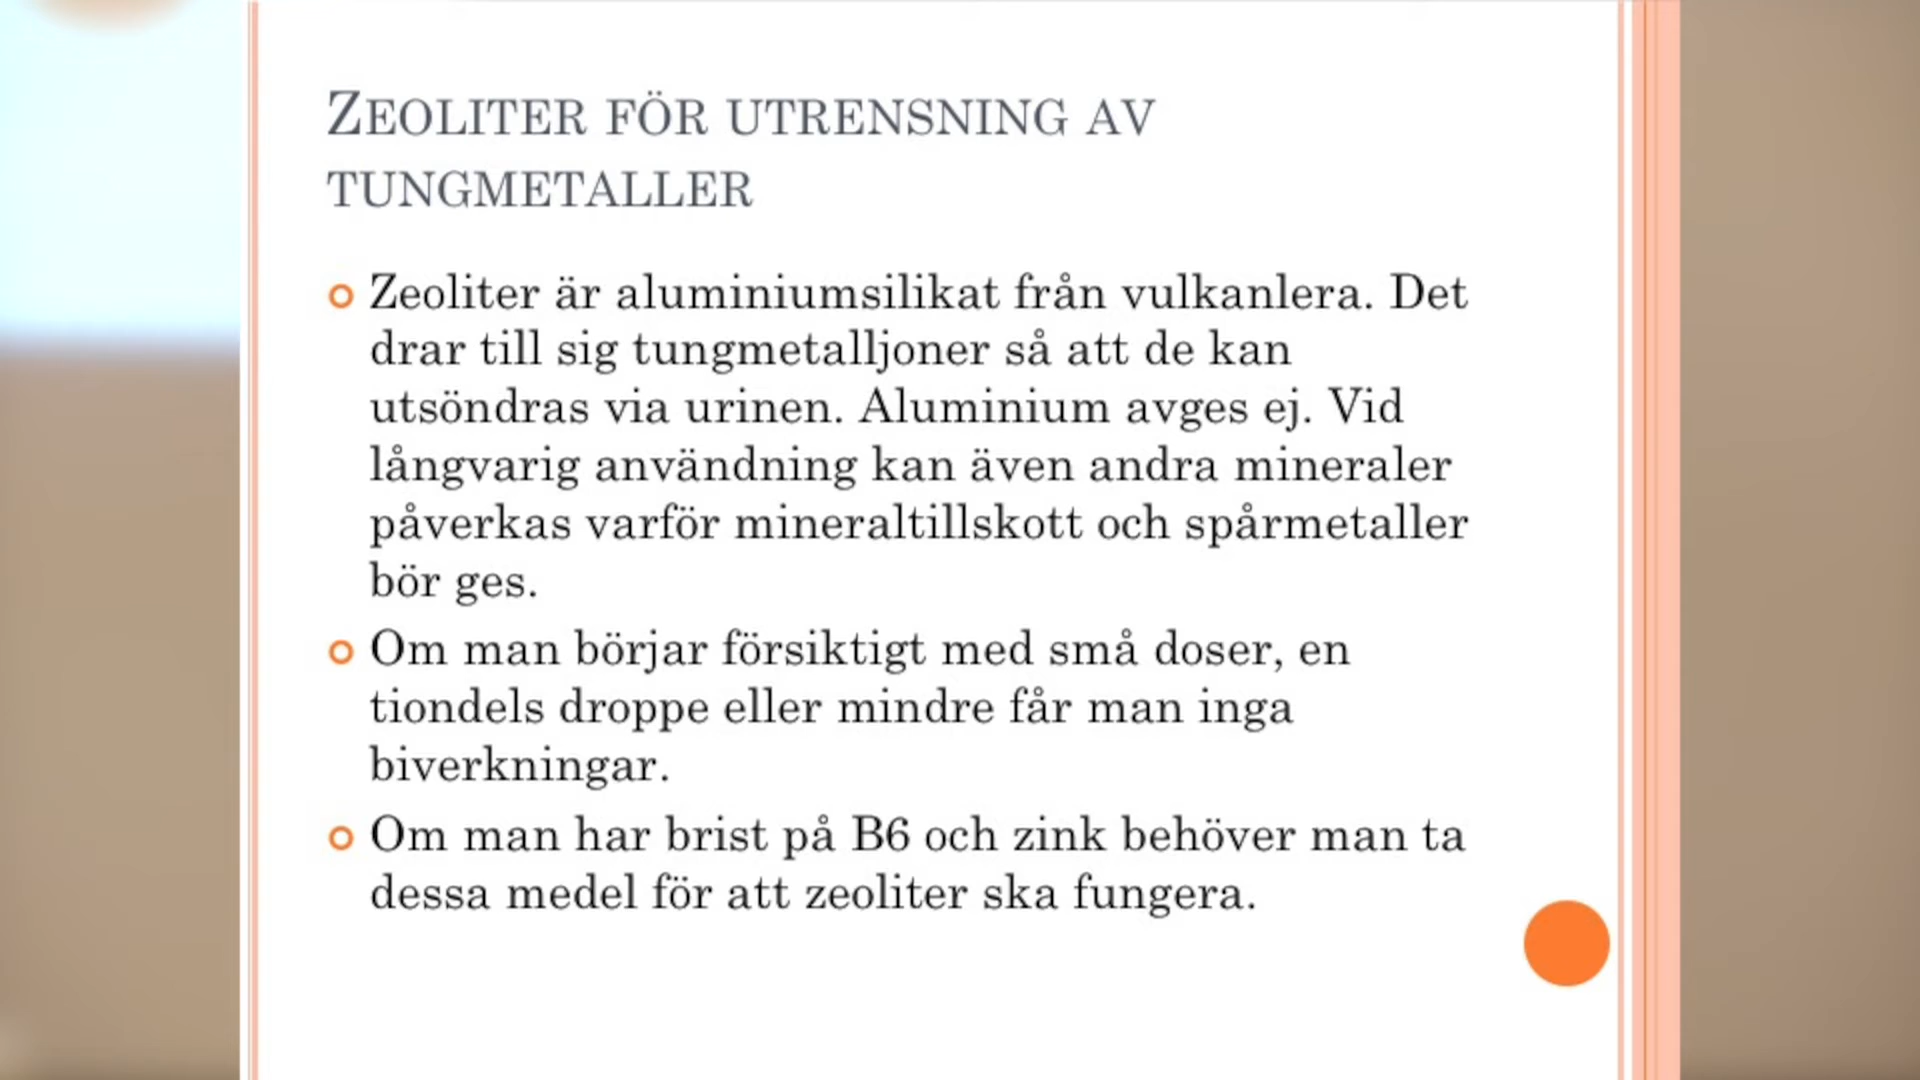 ZEOLITER FÖR UTRENSNING AV
TUNGMETALLER
Zeoliter är aluminiumsilikat från vulkanlera. Det
drar till sig tungmetalljoner så att de kan
utsöndras via urinen. Aluminium avges ej. Vid
långvarig användning kan även andra mineraler
påverkas varför mineraltillskott och spårmetaller
bör ges.
Om man börjar försiktigt med små doser, en
tiondels droppe eller mindre får man inga
biverkningar.
Om man har brist på B6 och zink behöver man ta
dessa medel för att zeoliter ska fungera.